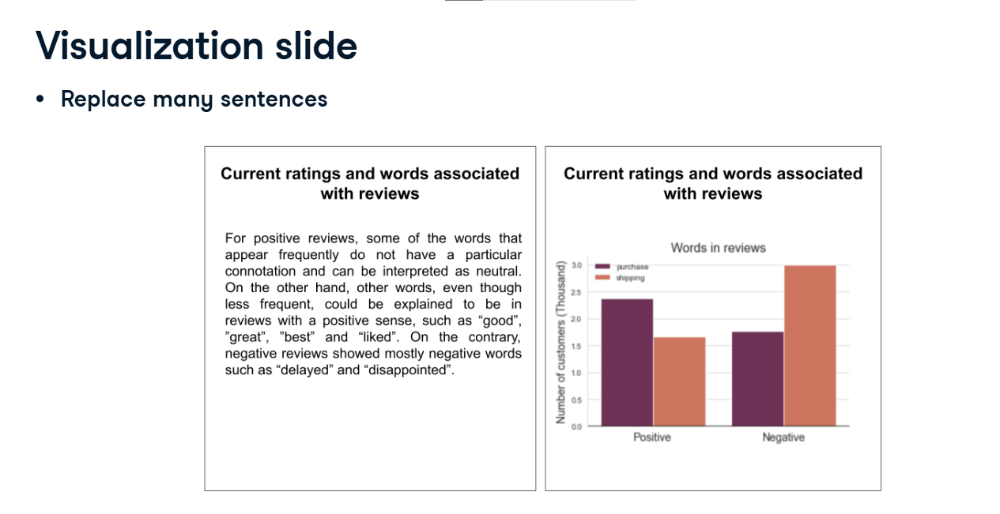 Visualization slide
• Replace many sentences
Current ratings and words associated
with reviews
For positive reviews, some of the words that
appear frequently do not have a particular
connotation and can be interpreted as neutral.
On the other hand, other words, even though
less frequent, could be explained to be in
reviews with a positive sense, such as “good”,
”great”, ”best” and “liked”. On the contrary,
negative reviews showed mostly negative words
such as “delayed” and “disappointed”.
Current ratings and words associated
with reviews
Words in reviews
purchase
shipping
Number of customers (Thousand)
3.0
2.5
2.0
1.5
1.0
0.5
0.0
Positive
Negative